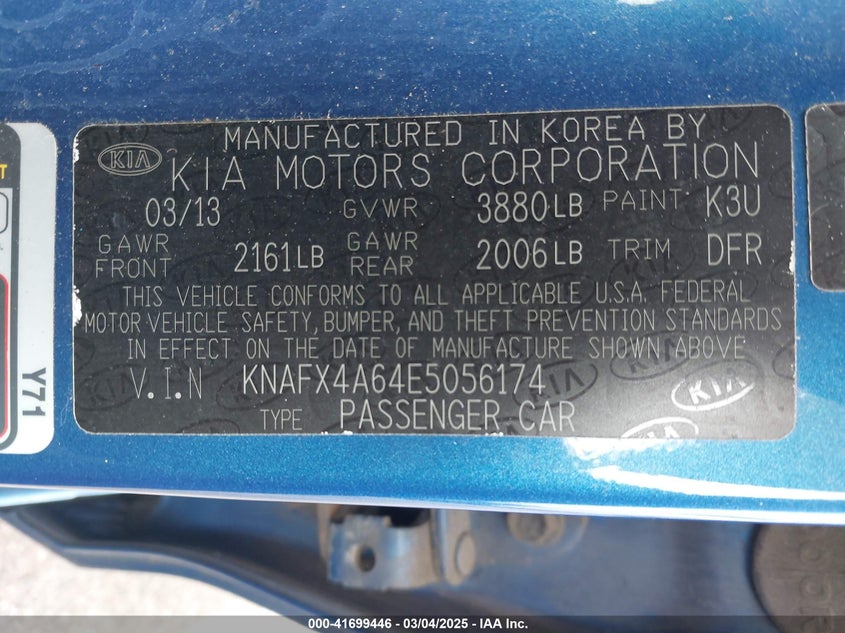 MANUFACTURED IN KOREA BY
KIA KIA MOTORS CORPORATION
03/13 GVWR 3880LB PAINT: K3U
GAWR FRONT 2161LB GAWR REAR 2006LB TRIM DFR
THIS VEHICLE CONFORMS TO ALL APPLICABLE U.S.A. FEDERAL
MOTOR VEHICLE SAFETY, BUMPER, AND THEFT PREVENTION STANDARDS
IN EFFECT ON THE DATE OF MANUFACTURE SHOWN ABOVE
V.I.N KNAFX4A64E5056174
TYPE PASSENGER CAR
KIA
Y71
000-41699446 - 03/04/2025 - IAA Inc.